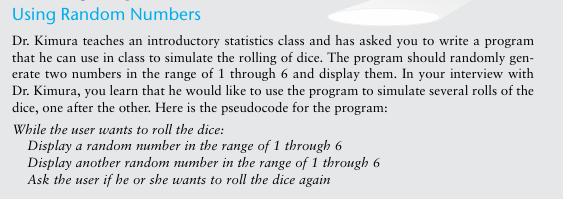 Using Random Numbers
Dr. Kimura teaches an introductory statistics class and has asked you to write a program
that he can use in class to simulate the rolling of dice. The program should randomly gen-
erate two numbers in the range of 1 through 6 and display them. In your interview with
Dr. Kimura, you learn that he would like to use the program to simulate several rolls of the
dice, one after the other. Here is the pseudocode for the program:
While the user wants to roll the dice:
Display a random number in the range of 1 through 6
Display another random number in the range of 1 through 6
Ask the user if he or she wants to roll the dice again